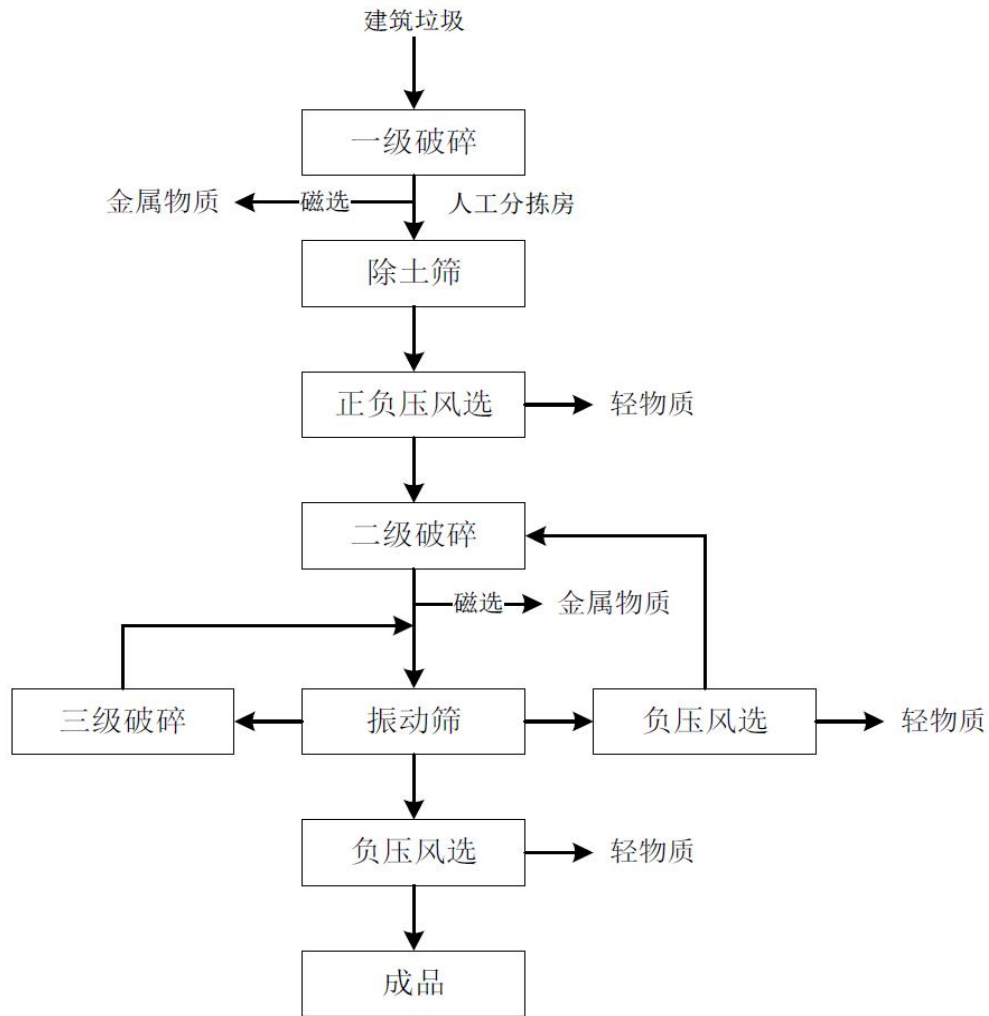 建筑垃圾
一级破碎
金属物质 磁选 人工分拣房
除土筛
正负压风选 轻物质
二级破碎
磁选 金属物质
三级破碎 振动筛 负压风选 轻物质
负压风选 轻物质
成品